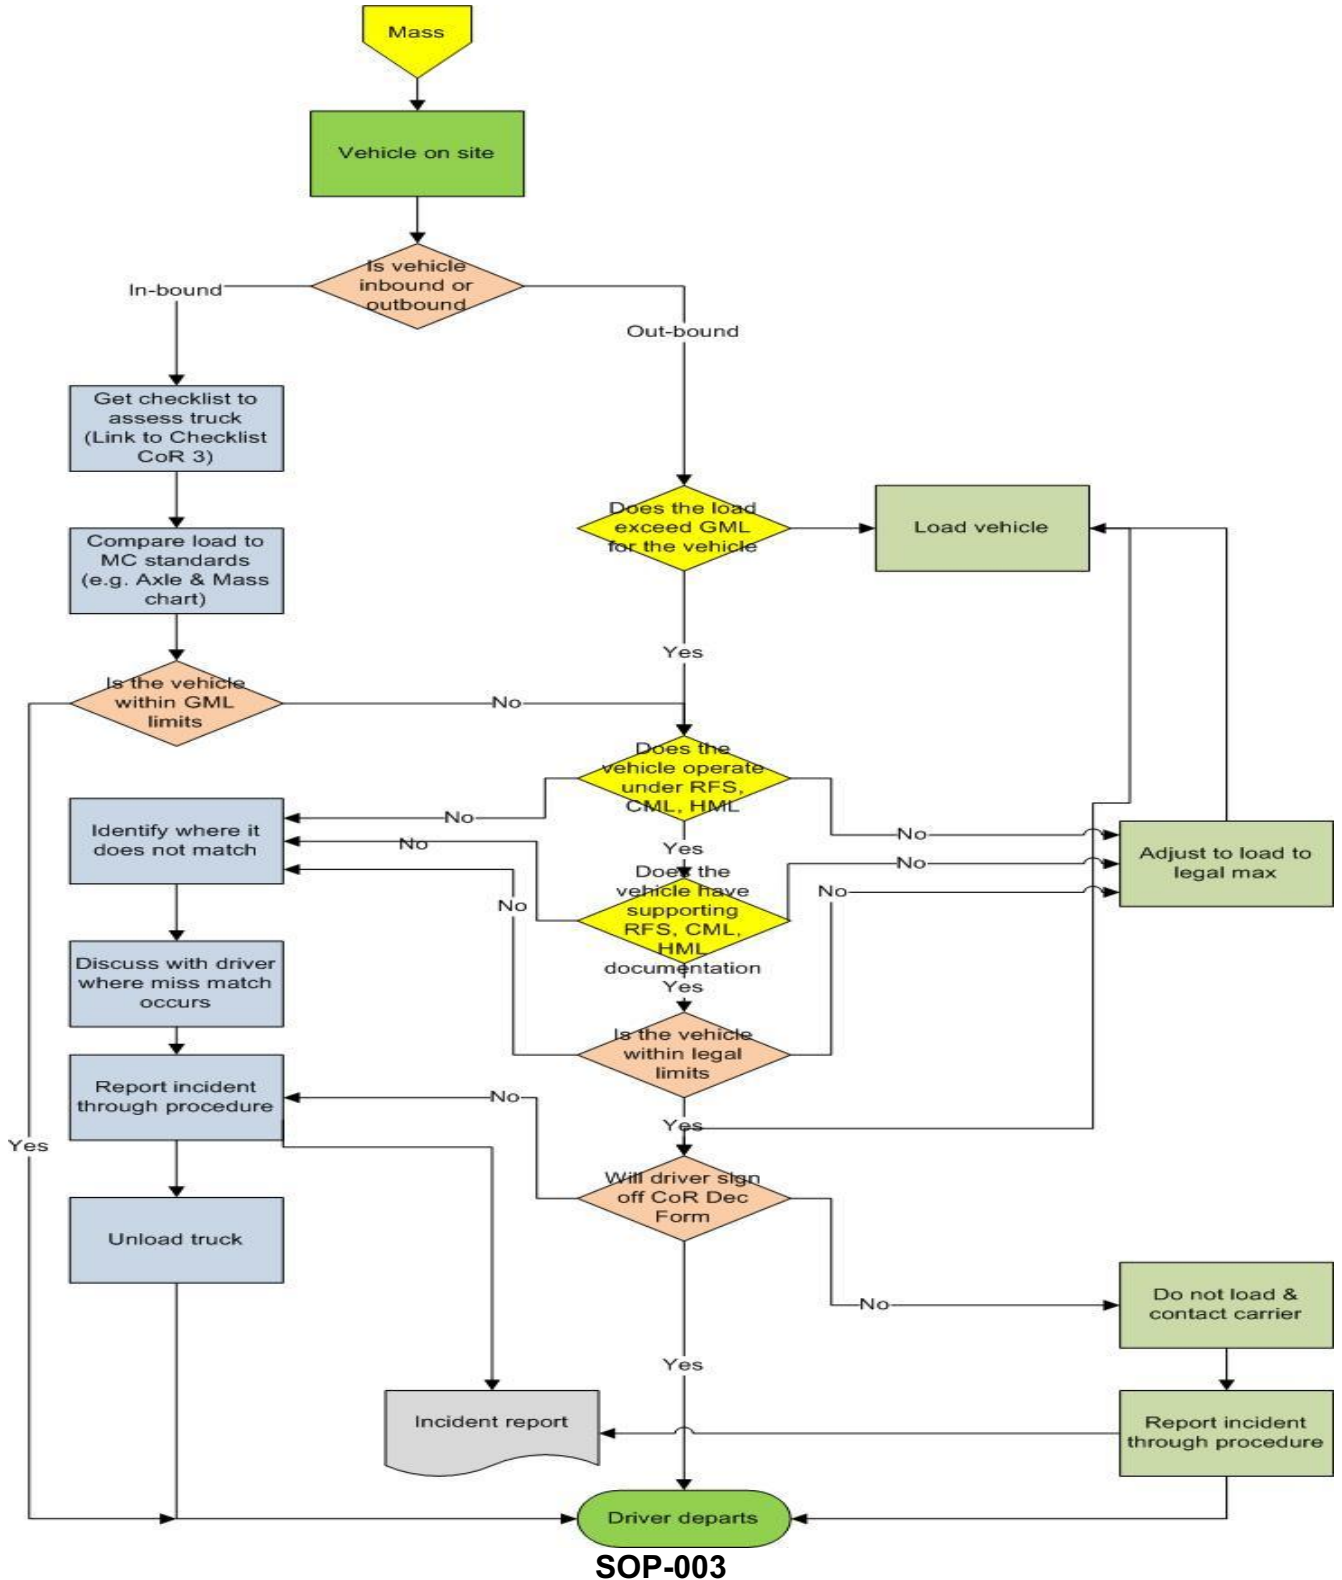 Mass
Vehicle on site
Is vehicle
inbound or
outbound
In-bound
Out-bound
Get checklist to
assess truck
(Link to Checklist
CoR 3)
Does the load
exceed GML
for the vehicle
Load vehicle
Compare load to
MC standards
(e.g. Axle & Mass
chart)
Yes
Is the vehicle
within GML
limits
No
Does the
vehicle operate
under RFS,
CML, HML
No
No
Identify where it
does not match
Yes
No
No
Adjust to load to
legal max
Does the
vehicle have
supporting
RFS, CML,
HML
documentation
No
No
Discuss with driver
where miss match
occurs
Yes
Is the vehicle
within legal
limits
Report incident
through procedure
No
Yes
Yes
Will driver sign
off CoR Dec
Form
Unload truck
No
Do not load &
contact carrier
Yes
Incident report
Report incident
through procedure
Driver departs
SOP-003